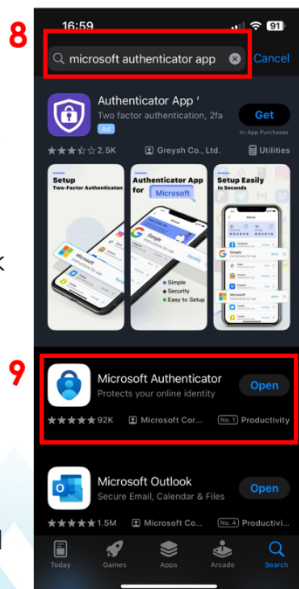 8
16:59
91
microsoft authenticator app
Cancel
Authenticator App '
Two factor authentication, 2fa
Ad
Get
In-App Purchases
2.5K
Greysh Co., Ltd.
Utilities
Setup
Two-Factor Authenticaton
Authenticator App
for Microsoft
Simple
Security
Easy to Setup
Setup Easily
In Seconds
Google
Microsoft
K
9
Microsoft Authenticator
Protects your online identity
Open
92K
Microsoft Cor...
No. 1
Productivity
Microsoft Outlook
Secure Email, Calendar & Files
Open
1.5M
Microsoft Co...
No. 4
Productivi...
Today
Games
Apps
Arcade
Search